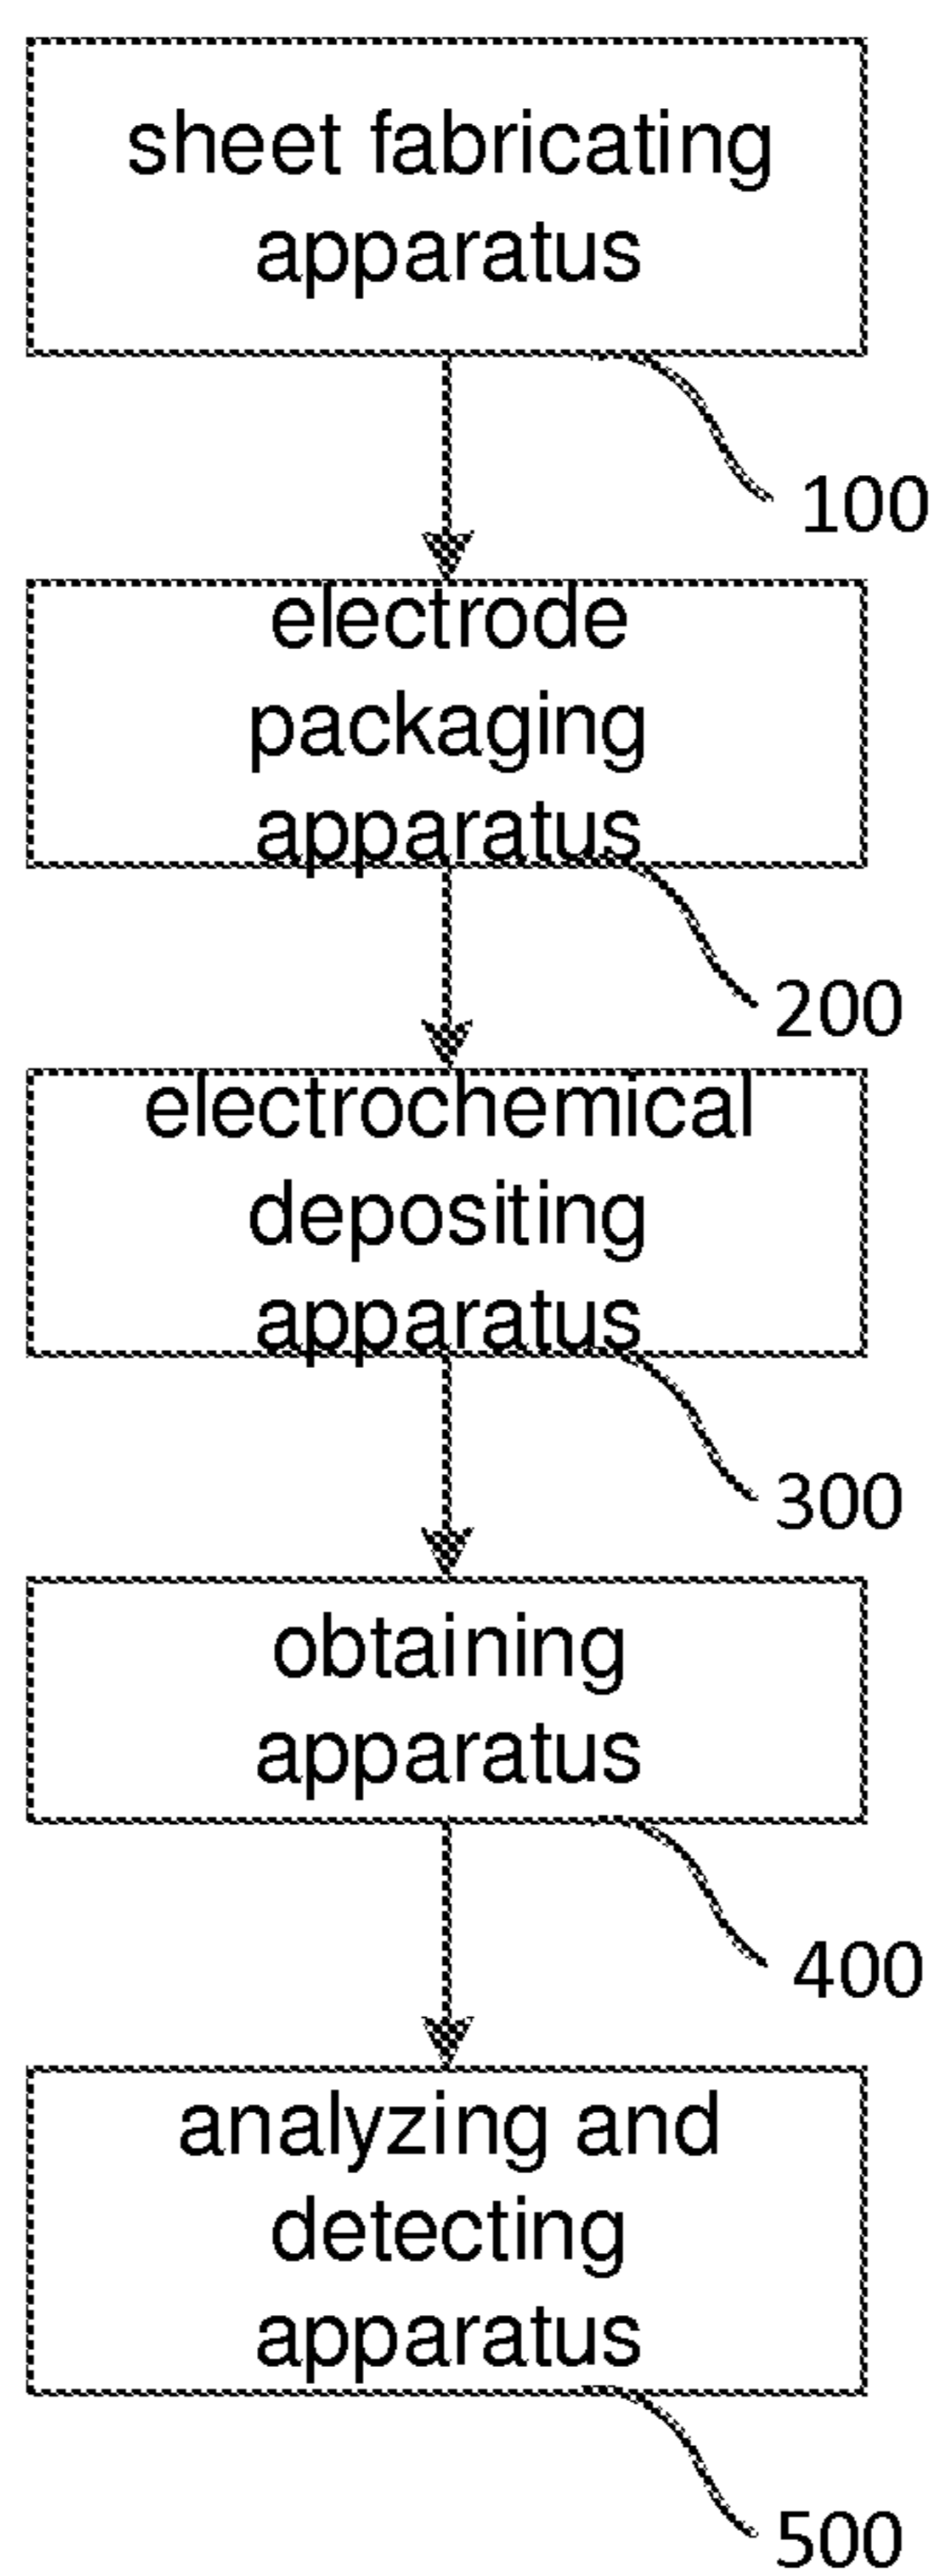 sheet fabricating
apparatus
100
electrode
packaging
apparatus
200
electrochemical
depositing
apparatus
300
obtaining
apparatus
400
analyzing and
detecting
apparatus
500